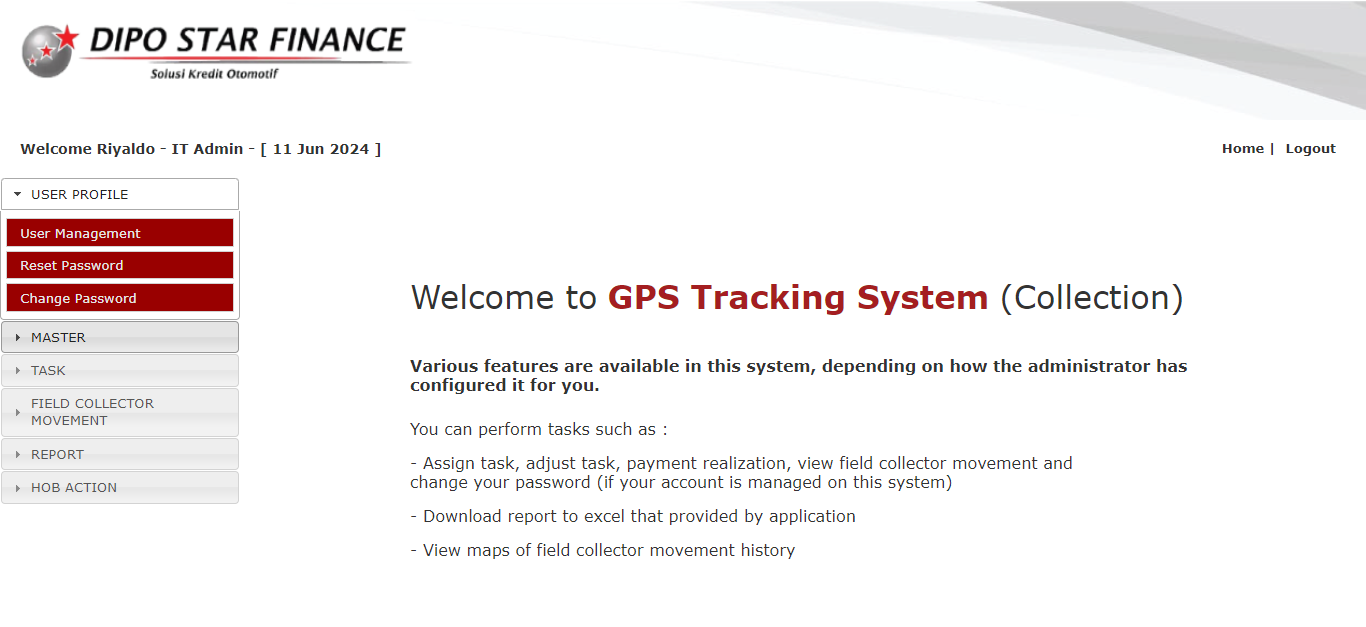 DIPO STAR FINANCE
Solusi Kredit Otomotif
Welcome Riyaldo - IT Admin - [ 11 Jun 2024 ]
Home | Logout
USER PROFILE
User Management
Reset Password
Change Password
MASTER
TASK
FIELD COLLECTOR
MOVEMENT
REPORT
HOB ACTION
Welcome to GPS Tracking System (Collection)
Various features are available in this system, depending on how the administrator has
configured it for you.
You can perform tasks such as :
- Assign task, adjust task, payment realization, view field collector movement and
change your password (if your account is managed on this system)
- Download report to excel that provided by application
- View maps of field collector movement history